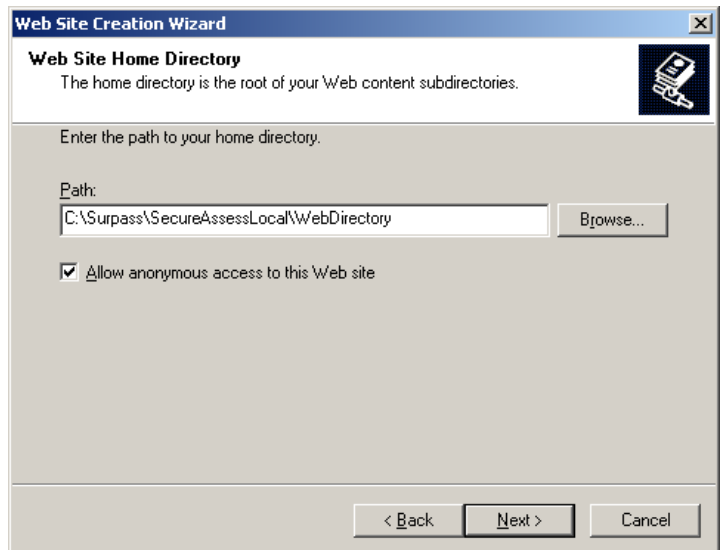 Web Site Creation Wizard
Web Site Home Directory
The home directory is the root of your Web content subdirectories.
Enter the path to your home directory.
Path:
C:\Surpass\SecureAssessLocal\WebDirectory
Browse...
Allow anonymous access to this Web site
< Back
Next >
Cancel